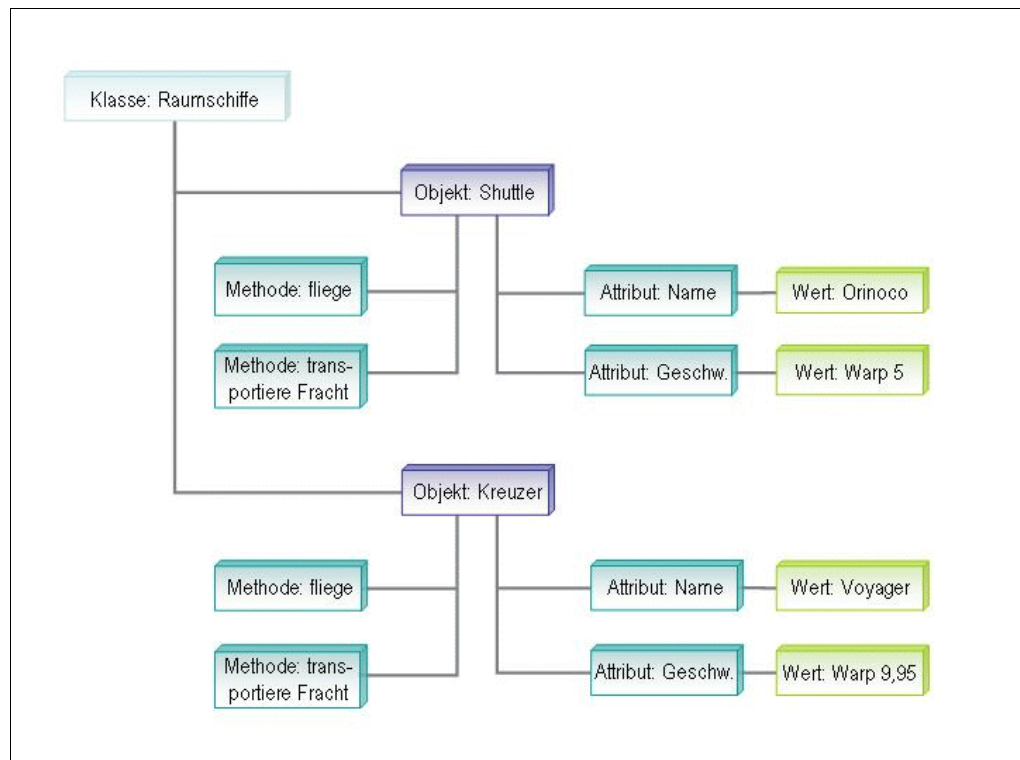 Klasse: Raumschiffe
Objekt: Shuttle
Methode: fliege
Attribut: Name
Wert: Orinoco
Methode: trans-
portiere Fracht
Attribut: Geschw.
Wert: Warp 5
Objekt: Kreuzer
Methode: fliege
Attribut: Name
Wert: Voyager
Methode: trans-
portiere Fracht
Attribut: Geschw.
Wert: Warp 9,95